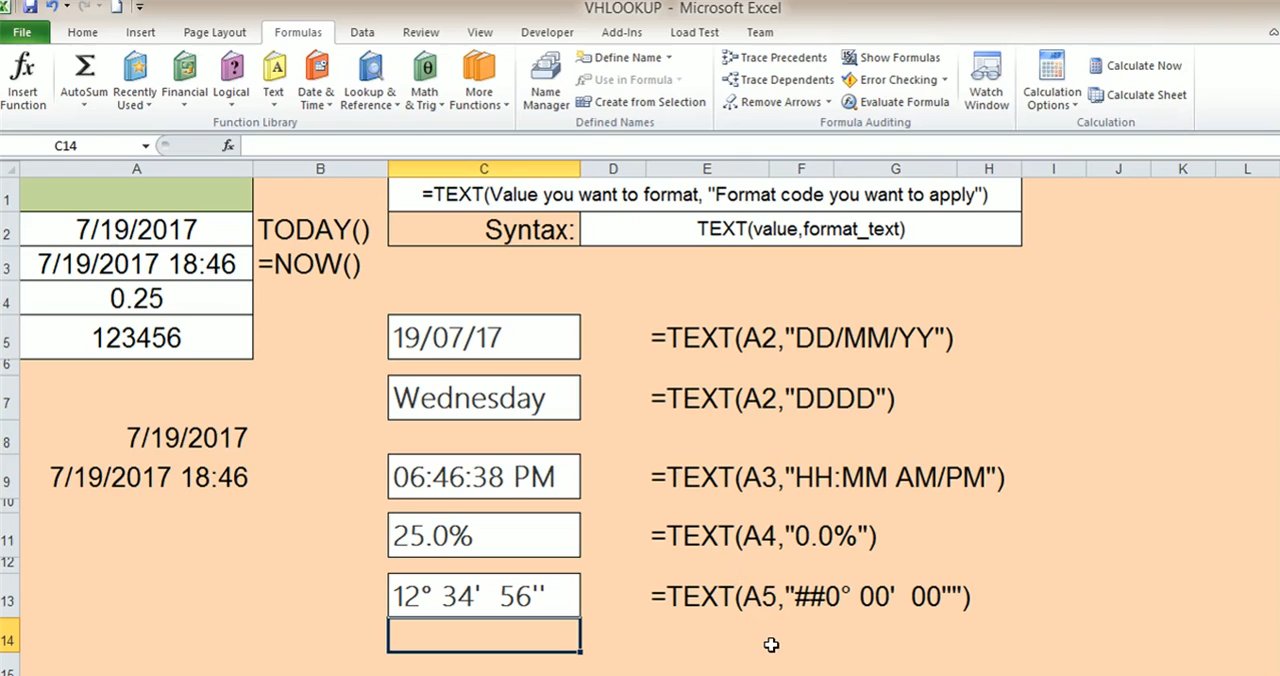 VHLOOKUP - Microsoft Excel
File Home Insert Page Layout Formulas Data Review View Developer Add-Ins Load Test Team
fx Σ A θ Define Name Trace Precedents Show Formulas Calculate Now
Insert AutoSum Recently Financial Logical Text Date & Lookup & Math More Name Use in Formula Trace Dependents Error Checking Watch Calculation Calculate Sheet
Function Used Time Reference & Trig Functions Manager Create from Selection Remove Arrows Evaluate Formula Window Options
Function Library Defined Names Formula Auditing Calculation
C14 fx
A B C D E F G H I J K L
1 =TEXT(Value you want to format, "Format code you want to apply")
2 7/19/2017 TODAY() Syntax: TEXT(value,format_text)
3 7/19/2017 18:46 =NOW()
4 0.25
5 123456 19/07/17 =TEXT(A2,"DD/MM/YY")
6
7 Wednesday =TEXT(A2,"DDDD")
8 7/19/2017
9 7/19/2017 18:46 06:46:38 PM =TEXT(A3,"HH:MM AM/PM")
10
11 25.0% =TEXT(A4,"0.0%")
12
13 12° 34'  56'' =TEXT(A5,"##0° 00'  00"")
14
15